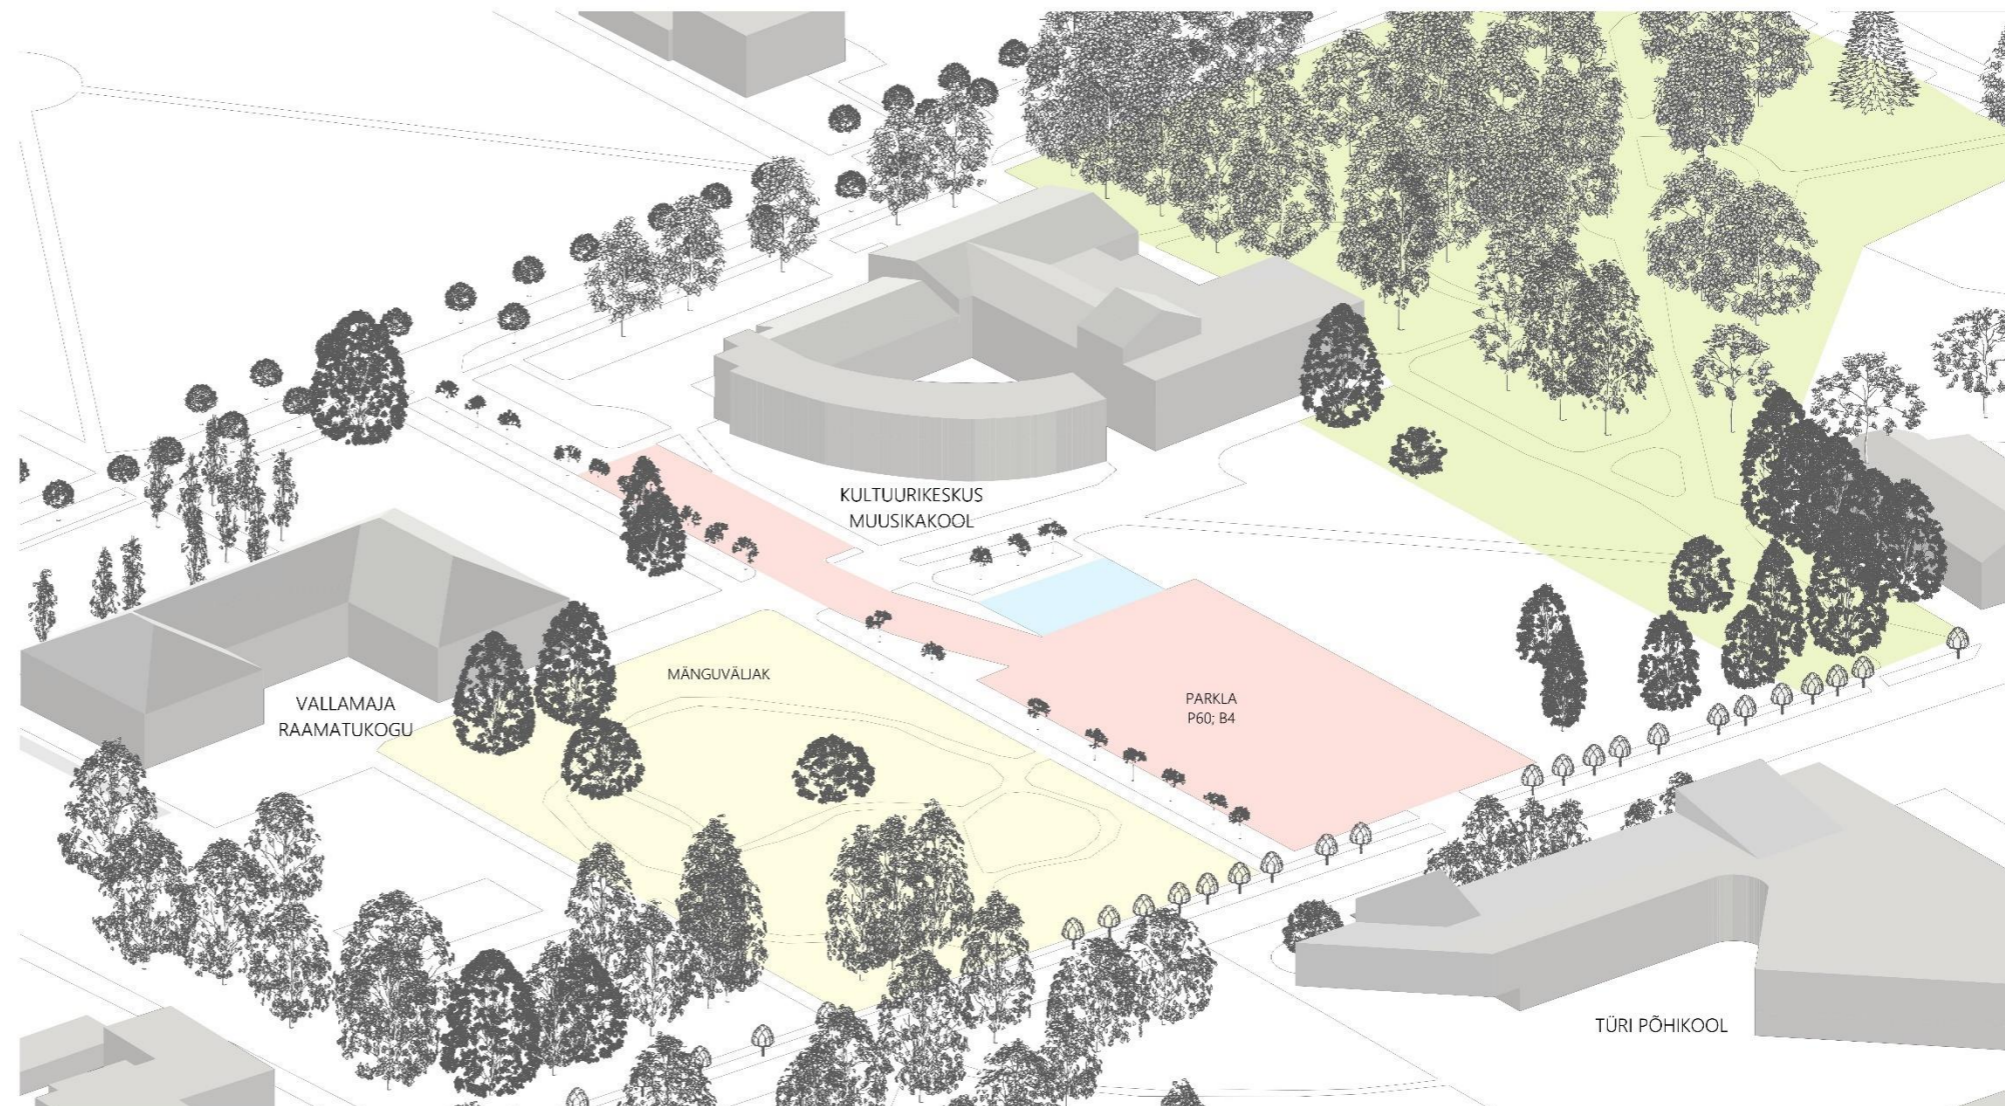 KULTUURIKESKUS
MUUSIKAKOOL
MÄNGUVÄLJAK
VALLAMAJA
RAAMATUKOGU
PARKLA
P60; B4
TÜRI PÕHIKOOL